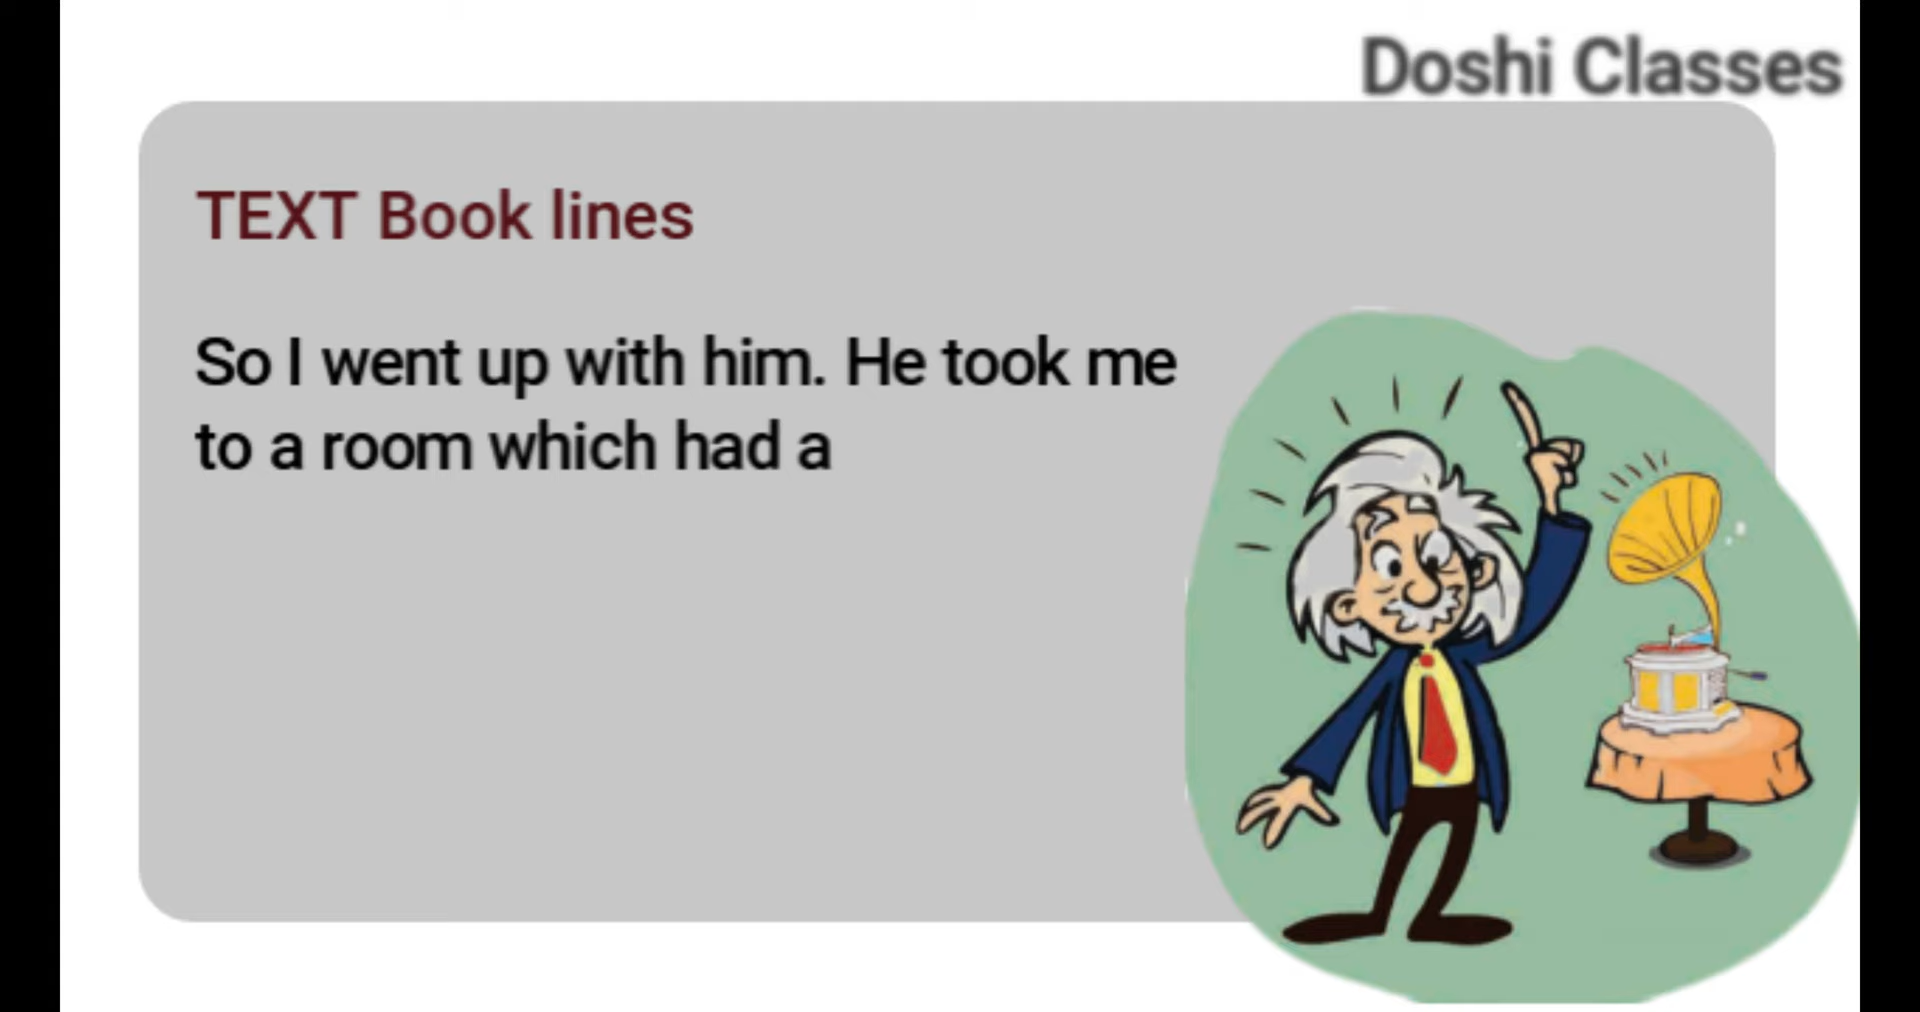 Doshi Classes
TEXT Book lines
So I went up with him. He took me
to a room which had a